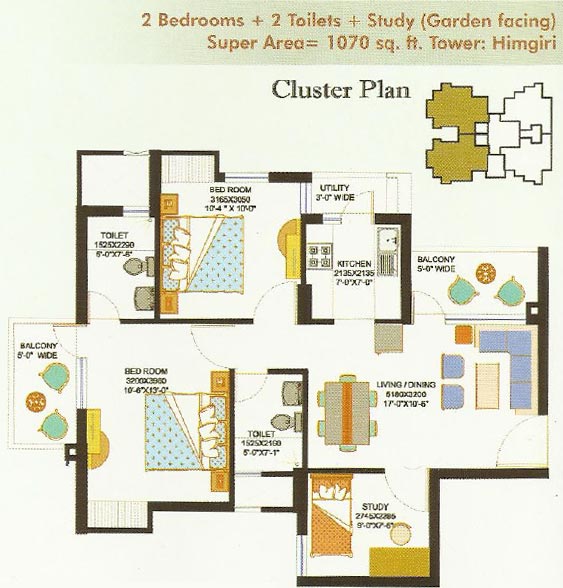 2 Bedrooms + 2 Toilets + Study (Garden facing)
Super Area= 1070 sq. ft. Tower: Himgiri
Cluster Plan
BED ROOM
3165X3050
10'-4" X 10'-0"
UTILITY
3'-0" WIDE
TOILET
1525X2290
5'-0"X7'-6"
KITCHEN
2135X2135
7'-0"X7'-0"
BALCONY
5'-0" WIDE
BALCONY
5'-0" WIDE
BED ROOM
3200X3960
10'-6"X13'-0"
LIVING / DINING
5180X3200
17'-0"X10'-6"
TOILET
1525X2160
5'-0"X7'-1"
STUDY
2745X2285
9'-0"X7'-6"